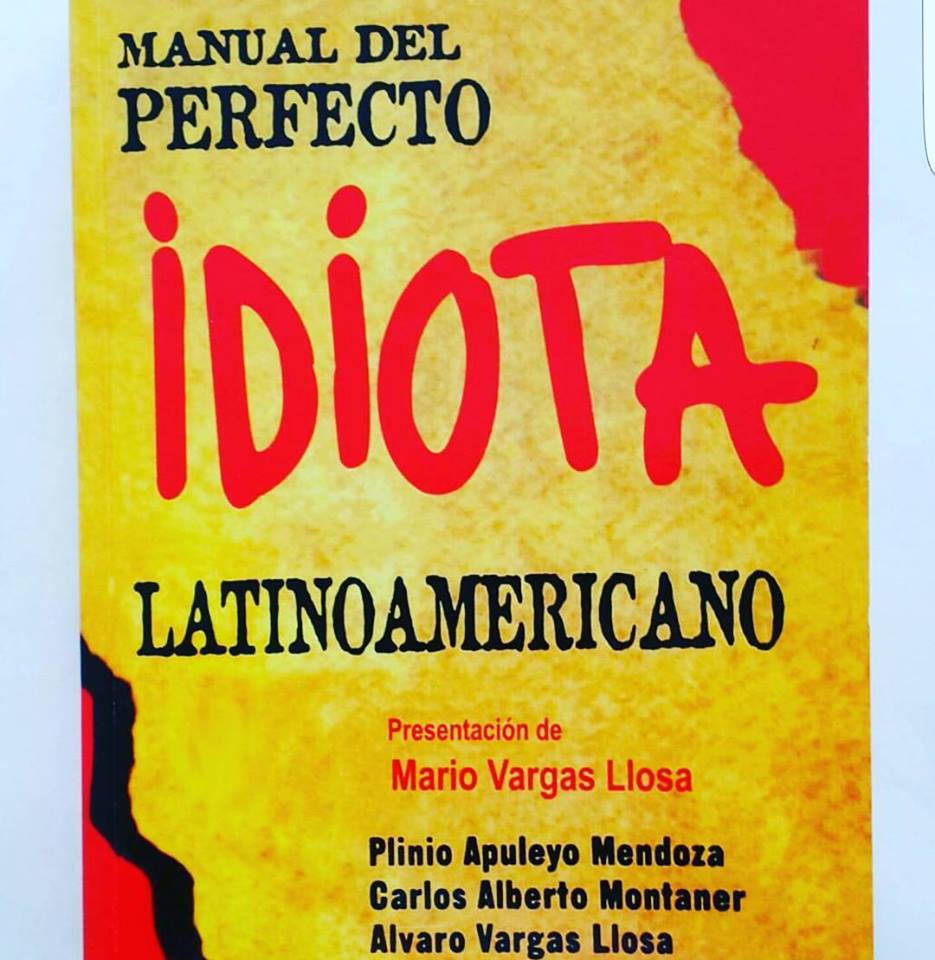 MANUAL DEL
PERFECTO
iDiOTA
LATINOAMERICANO
Presentación de
Mario Vargas Llosa
Plinio Apuleyo Mendoza
Carlos Alberto Montaner
Alvaro Vargas Llosa